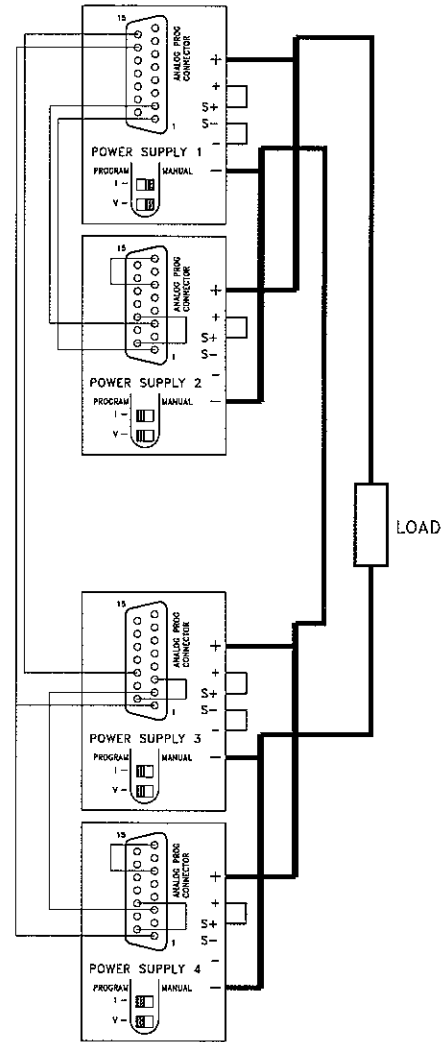 15
ANALOG PROG
CONNECTOR
1
+
+
S+
S-
-
-
POWER SUPPLY 1
PROGRAM MANUAL
I -
V -
15
ANALOG PROG
CONNECTOR
1
+
+
S+
S-
-
-
POWER SUPPLY 2
PROGRAM MANUAL
I -
V -
LOAD
15
ANALOG PROG
CONNECTOR
1
+
+
S+
S-
-
-
POWER SUPPLY 3
PROGRAM MANUAL
I -
V -
15
ANALOG PROG
CONNECTOR
1
+
+
S+
S-
-
-
POWER SUPPLY 4
PROGRAM MANUAL
I -
V -